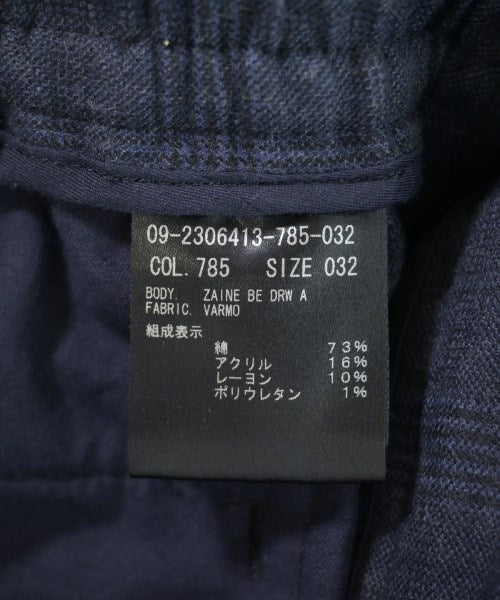 09-2306413-785-032
COL. 785 SIZE 032
BODY. ZAINE BE DRW A
FABRIC. VARMO
組成表示
綿 73%
アクリル 16%
レーヨン 10%
ポリウレタン 1%